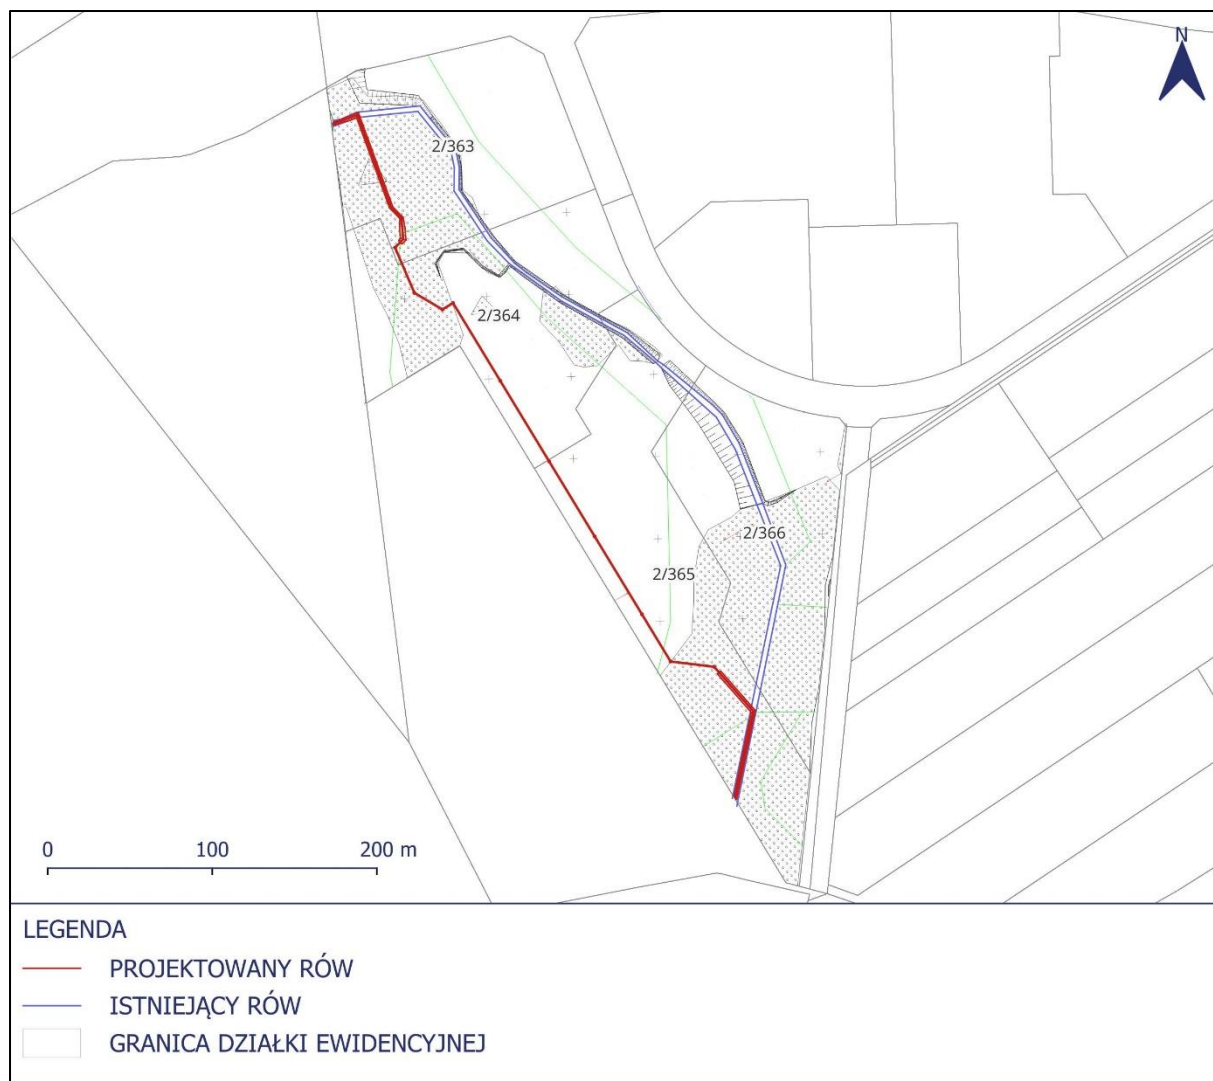 N
2/363
2/364
2/366
2/365
0 100 200 m
LEGENDA
PROJEKTOWANY RÓW
ISTNIEJĄCY RÓW
GRANICA DZIAŁKI EWIDENCYJNEJ